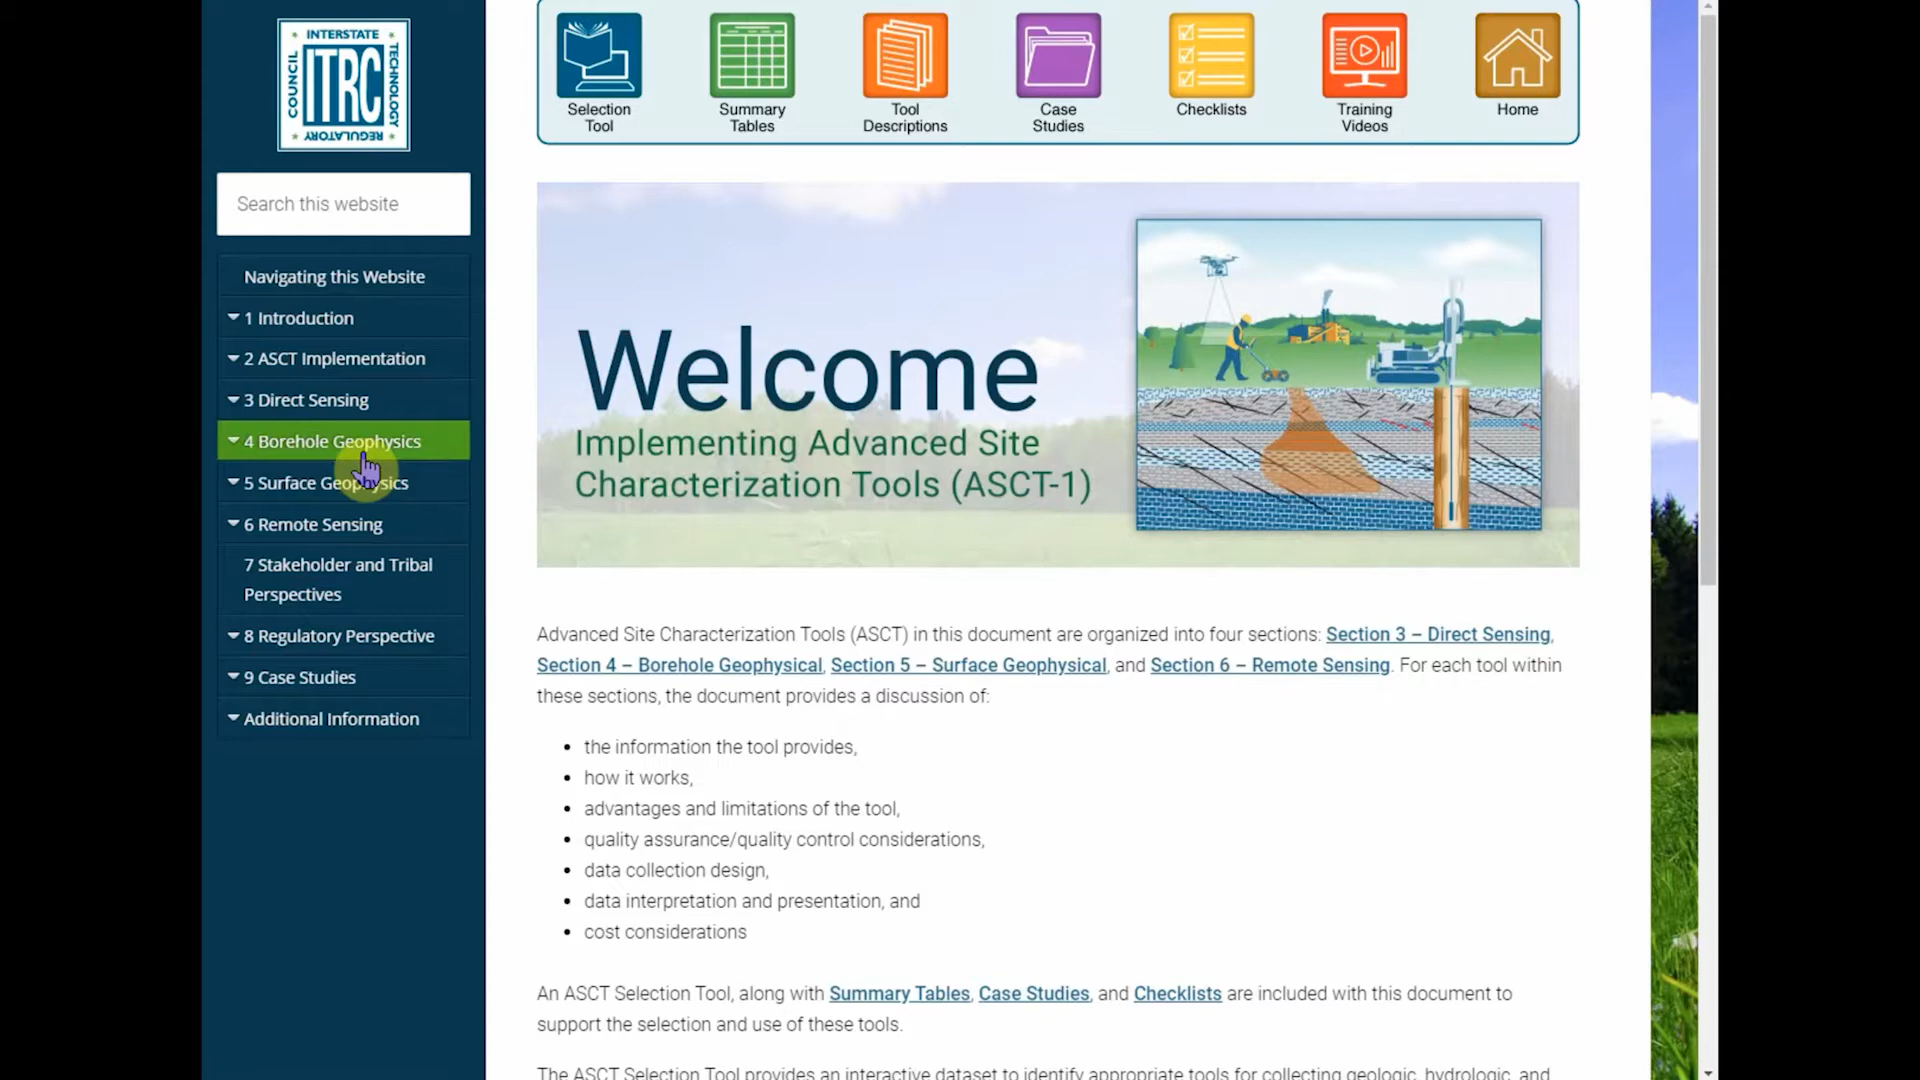 INTERSTATE
COUNCIL
ITRC
TECHNOLOGY
REGULATORY
Search this website
Navigating this Website
1 Introduction
2 ASCT Implementation
3 Direct Sensing
4 Borehole Geophysics
5 Surface Geophysics
6 Remote Sensing
7 Stakeholder and Tribal
Perspectives
8 Regulatory Perspective
9 Case Studies
Additional Information
Selection
Tool
Summary
Tables
Tool
Descriptions
Case
Studies
Checklists
Training
Videos
Home
Welcome
Implementing Advanced Site
Characterization Tools (ASCT-1)
Advanced Site Characterization Tools (ASCT) in this document are organized into four sections: Section 3 – Direct Sensing,
Section 4 – Borehole Geophysical, Section 5 – Surface Geophysical, and Section 6 – Remote Sensing. For each tool within
these sections, the document provides a discussion of:
• the information the tool provides,
• how it works,
• advantages and limitations of the tool,
• quality assurance/quality control considerations,
• data collection design,
• data interpretation and presentation, and
• cost considerations
An ASCT Selection Tool, along with Summary Tables, Case Studies, and Checklists are included with this document to
support the selection and use of these tools.
The ASCT Selection Tool provides an interactive dataset to identify appropriate tools for collecting geologic, hydrologic, and